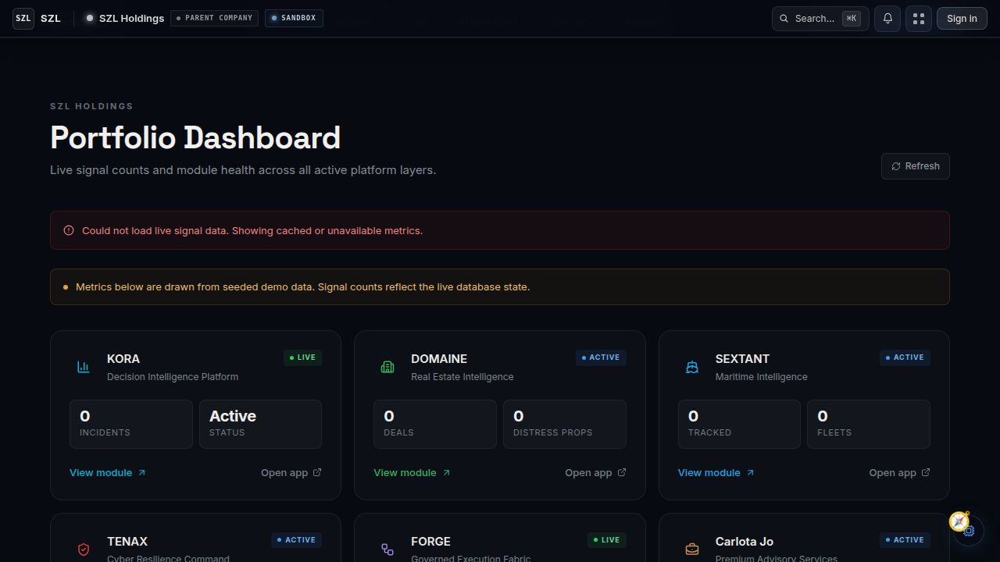 SZL SZL SZL Holdings PARENT COMPANY SANDBOX Search... ⌘K Sign in
SZL HOLDINGS
Portfolio Dashboard
Live signal counts and module health across all active platform layers.
Refresh
Could not load live signal data. Showing cached or unavailable metrics.
Metrics below are drawn from seeded demo data. Signal counts reflect the live database state.
KORA LIVE
Decision Intelligence Platform
0 Active
INCIDENTS STATUS
View module Open app
DOMAINE ACTIVE
Real Estate Intelligence
0 0
DEALS DISTRESS PROPS
View module Open app
SEXTANT ACTIVE
Maritime Intelligence
0 0
TRACKED FLEETS
View module Open app
TENAX ACTIVE
Cyber Resilience Command
FORGE LIVE
Governed Execution Fabric
Carlota Jo ACTIVE
Premium Advisory Services